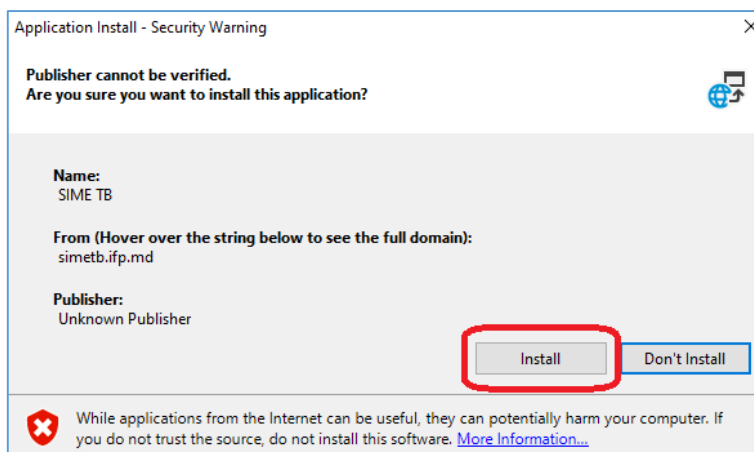 Application Install - Security Warning
Publisher cannot be verified.
Are you sure you want to install this application?
Name:
SIME TB
From (Hover over the string below to see the full domain):
simetb.ifp.md
Publisher:
Unknown Publisher
Install
Don't Install
While applications from the Internet can be useful, they can potentially harm your computer. If
you do not trust the source, do not install this software. More Information...